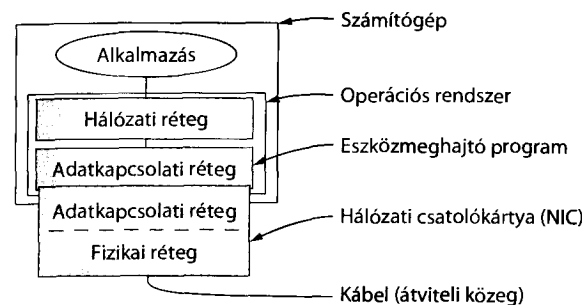 Számítógép
Alkalmazás
Operációs rendszer
Hálózati réteg
Eszközmeghajtó program
Adatkapcsolati réteg
Adatkapcsolati réteg
Hálózati csatolókártya (NIC)
Fizikai réteg
Kábel (átviteli közeg)